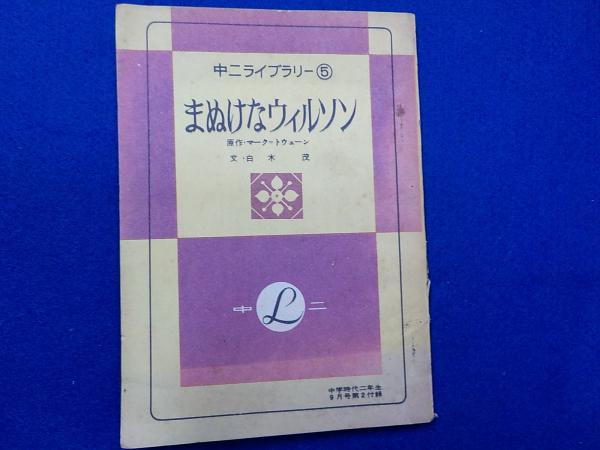 中二ライブラリー⑤
まぬけなウィルソン
原作・マーク＝トウェーン
文・白木 茂
中 L 二
中学時代二年生
9月号第2付録